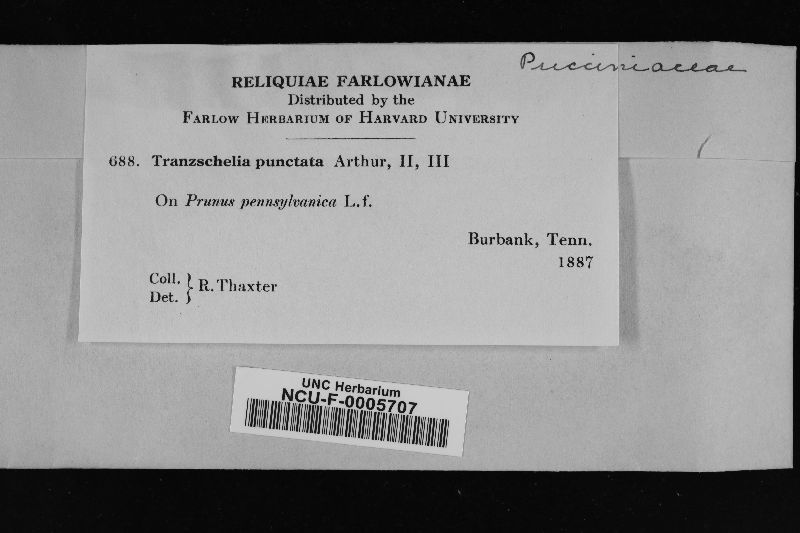 Pucciniaceae
RELIQUIAE FARLOWIANAE
Distributed by the
FARLOW HERBARIUM OF HARVARD UNIVERSITY
688. Tranzschelia punctata Arthur, II, III
On Prunus pennsylvanica L.f.
Burbank, Tenn.
1887
Coll. } R. Thaxter
Det.
UNC Herbarium
NCU-F-0005707